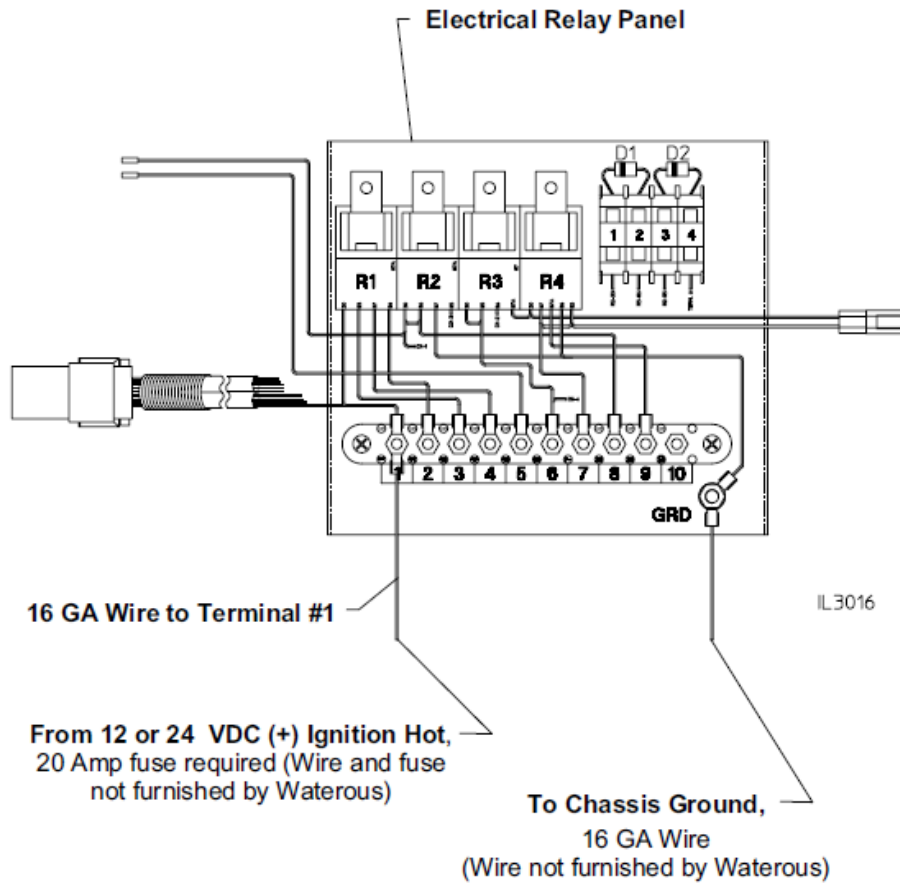 Electrical Relay Panel
D1 D2
1 2 3 4
R1 R2 R3 R4
1 2 3 4 5 6 7 8 9 10
GRD
16 GA Wire to Terminal #1
IL3016
From 12 or 24 VDC (+) Ignition Hot,
20 Amp fuse required (Wire and fuse
not furnished by Waterous)
To Chassis Ground,
16 GA Wire
(Wire not furnished by Waterous)